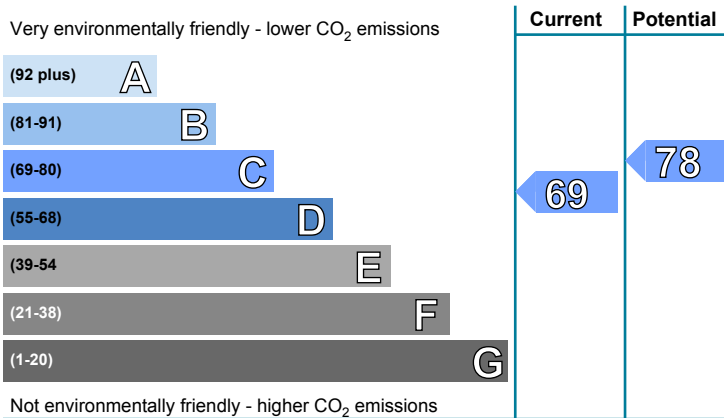 Very environmentally friendly - lower CO2 emissions
Current
Potential
(92 plus) A
(81-91) B
(69-80) C
(55-68) D
(39-54 E
(21-38) F
(1-20) G
69
78
Not environmentally friendly - higher CO2 emissions